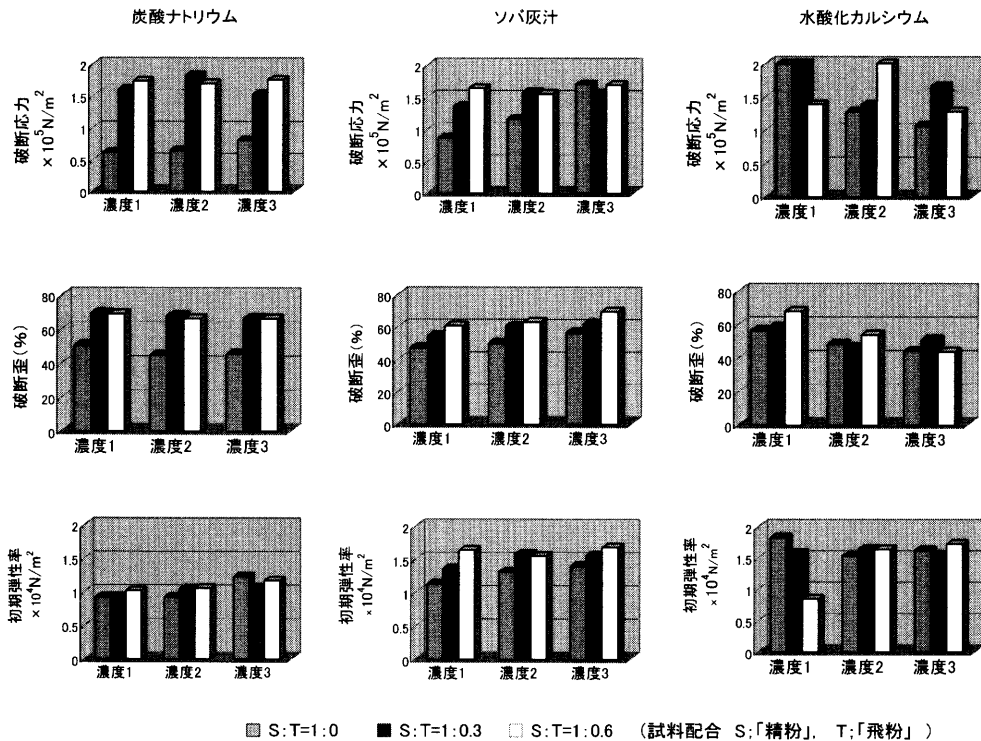 炭酸ナトリウム
ソバ灰汁
水酸化カルシウム
破断応力
×10⁵N/m²
2
1.5
1
0.5
0
濃度1 濃度2 濃度3
破断応力
×10⁵N/m²
2
1.5
1
0.5
0
濃度1 濃度2 濃度3
破断応力
×10⁵N/m²
2
1.5
1
0.5
0
濃度1 濃度2 濃度3
破断歪(%)
80
60
40
20
0
濃度1 濃度2 濃度3
破断歪(%)
80
60
40
20
0
濃度1 濃度2 濃度3
破断歪(%)
80
60
40
20
0
濃度1 濃度2 濃度3
初期弾性率
×10⁴N/m²
2
1.5
1
0.5
0
濃度1 濃度2 濃度3
初期弾性率
×10⁴N/m²
2
1.5
1
0.5
0
濃度1 濃度2 濃度3
初期弾性率
×10⁴N/m²
2
1.5
1
0.5
0
濃度1 濃度2 濃度3
S:T=1:0 S:T=1:0.3 S:T=1:0.6 (試料配合 S;「精粉」, T;「飛粉」 )